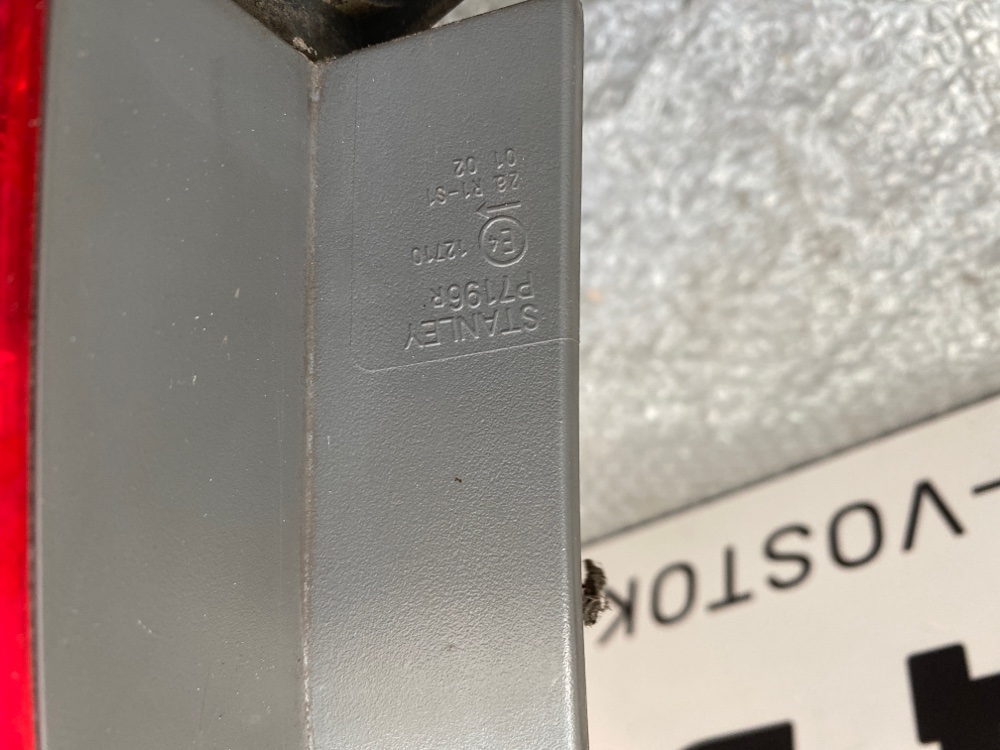 STANLEY
P7196R
E4 12710
2a R1-S1
01 02
-VOSTOK